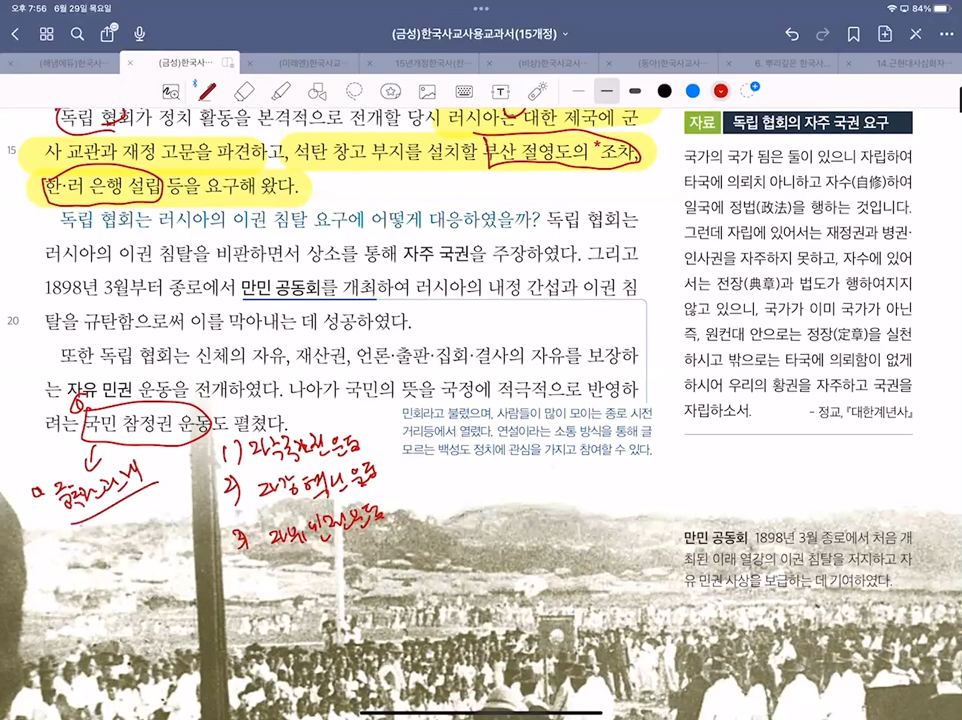 오후 7:56 6월 29일 목요일
84%
(금성)한국사교사용교과서(15개정)
(해냄에듀)한국사…
(금성)한국사…
(미래엔)한국사교…
15년개정한국사(천…
(비상)한국사교사…
(동아)한국사교사…
6. 뿌리깊은 한국사…
14.근현대사심화자…
독립 협회가 정치 활동을 본격적으로 전개할 당시 러시아는 대한 제국에 군
15
사 교관과 재정 고문을 파견하고, 석탄 창고 부지를 설치할 부산 절영도의 *조차,
한·러 은행 설립 등을 요구해 왔다.
독립 협회는 러시아의 이권 침탈 요구에 어떻게 대응하였을까? 독립 협회는
러시아의 이권 침탈을 비판하면서 상소를 통해 자주 국권을 주장하였다. 그리고
1898년 3월부터 종로에서 만민 공동회를 개최하여 러시아의 내정 간섭과 이권 침
20
탈을 규탄함으로써 이를 막아내는 데 성공하였다.
또한 독립 협회는 신체의 자유, 재산권, 언론·출판·집회·결사의 자유를 보장하
는 자유 민권 운동을 전개하였다. 나아가 국민의 뜻을 국정에 적극적으로 반영하
려는 국민 참정권 운동도 펼쳤다.
민회라고 불렸으며, 사람들이 많이 모이는 종로 시전
거리등에서 열렸다. 연설이라는 소통 방식을 통해 글
모르는 백성도 정치에 관심을 가지고 참여할 수 있다.
1) 자주국권 운동
2) 자강 혁신 운동
3) 자유 민권 운동
자료 독립 협회의 자주 국권 요구
국가의 국가 됨은 둘이 있으니 자립하여
타국에 의뢰치 아니하고 자수(自修)하여
일국에 정법(政法)을 행하는 것입니다.
그런데 자립에 있어서는 재정권과 병권·
인사권을 자주하지 못하고, 자수에 있어
서는 전장(典章)과 법도가 행하여지지
않고 있으니, 국가가 이미 국가가 아닌
즉, 원컨대 안으로는 정장(定章)을 실천
하시고 밖으로는 타국에 의뢰함이 없게
하시어 우리의 황권을 자주하고 국권을
자립하소서.
- 정교, 『대한계년사』
만민 공동회 1898년 3월 종로에서 처음 개
최된 이래 열강의 이권 침탈을 저지하고 자
유 민권 사상을 보급하는 데 기여하였다.